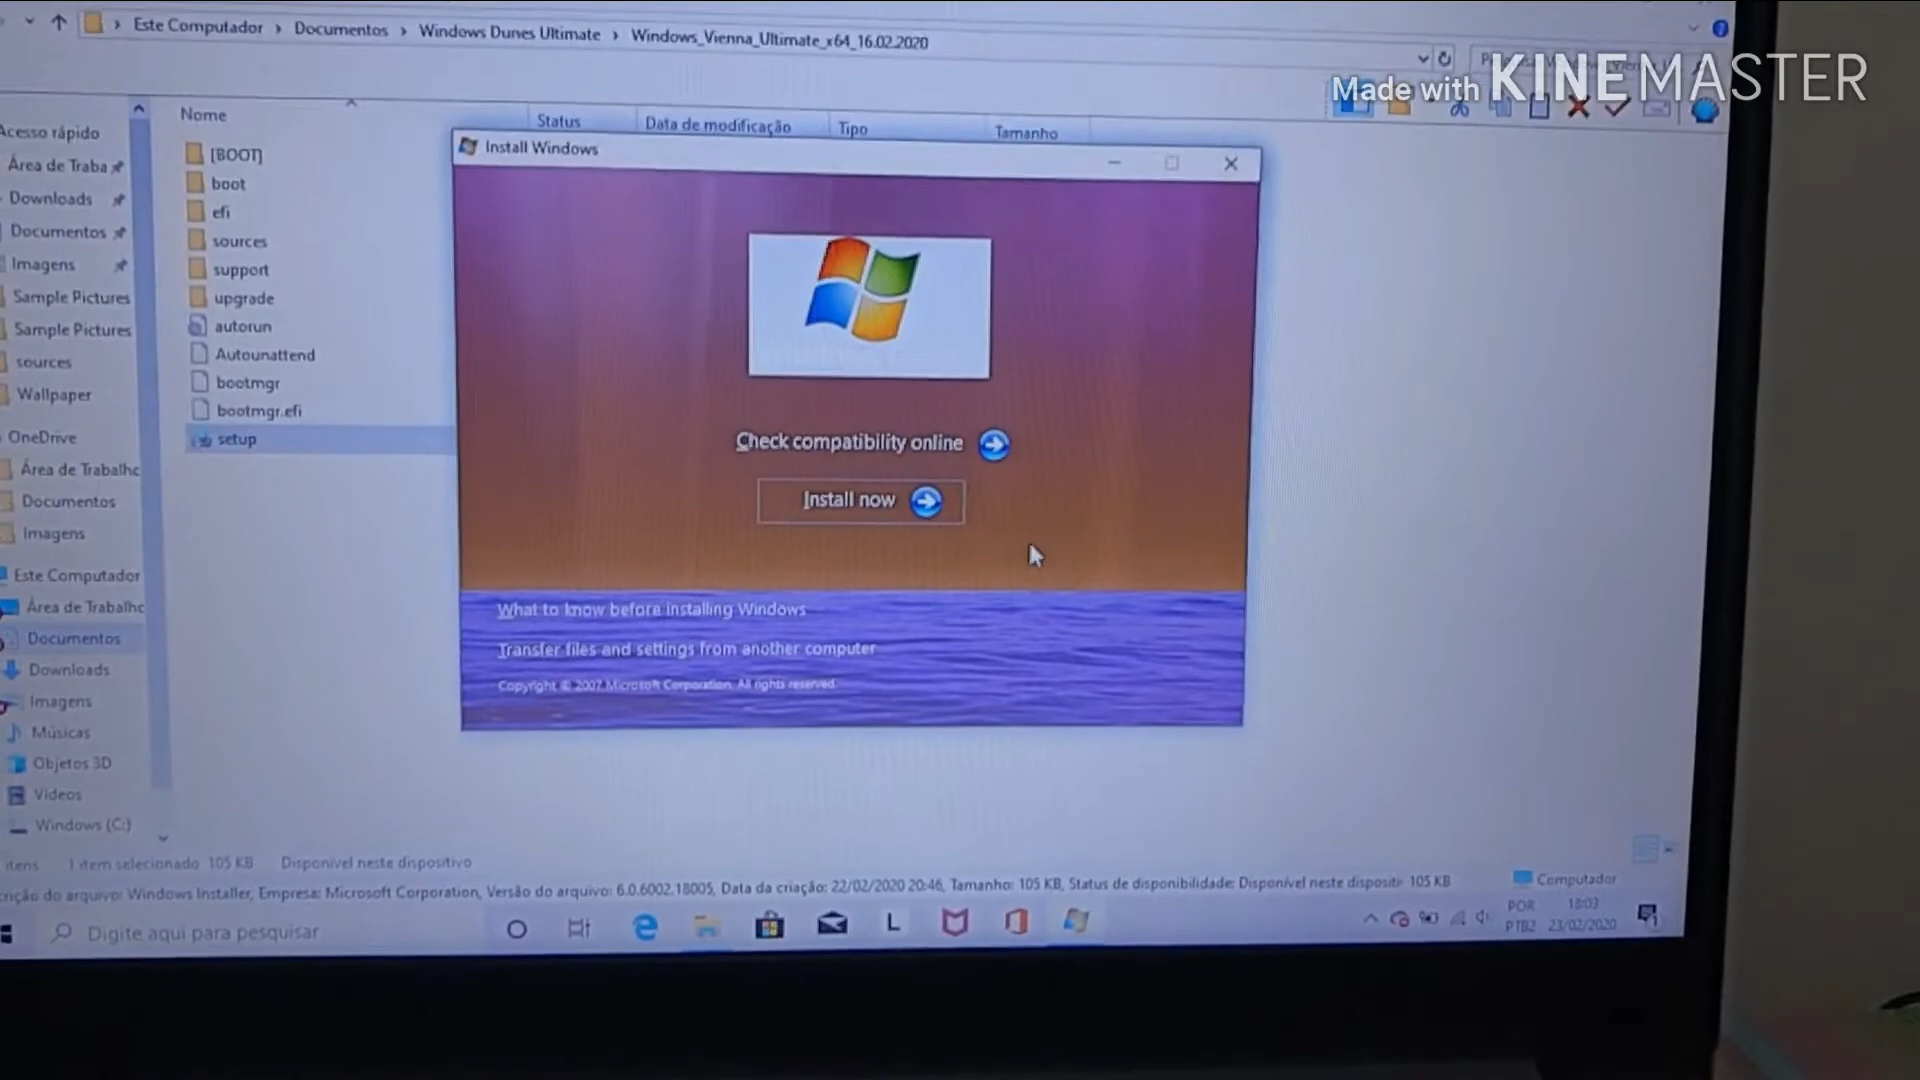 Este Computador > Documentos > Windows Dunes Ultimate > Windows_Vienna_Ultimate_x64_16.02.2020
Made with KINEMASTER
Nome
Status
Data de modificação
Tipo
Tamanho
Acesso rápido
Área de Traba
Downloads
Documentos
Imagens
Sample Pictures
Sample Pictures
sources
Wallpaper
OneDrive
Área de Trabalho
Documentos
Imagens
Este Computador
Área de Trabalho
Documentos
Downloads
Imagens
Músicas
Objetos 3D
Vídeos
Windows (C:)
[BOOT]
boot
efi
sources
support
upgrade
autorun
Autounattend
bootmgr
bootmgr.efi
setup
Install Windows
Check compatibility online
Install now
What to know before installing Windows
Transfer files and settings from another computer
Copyright © 2007 Microsoft Corporation. All rights reserved.
itens 1 item selecionado 105 KB Disponível neste dispositivo
rição do arquivo: Windows Installer, Empresa: Microsoft Corporation, Versão do arquivo: 6.0.6002.18005, Data da criação: 22/02/2020 20:46, Tamanho: 105 KB, Status de disponibilidade: Disponível neste disposit 105 KB
Computador
Digite aqui para pesquisar
L
POR
PTB2
18:03
23/02/2020
1